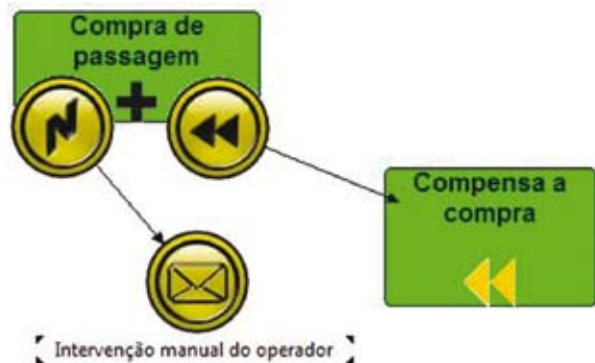 Compra de
passagem
Compensa a
compra
Intervenção manual do operador